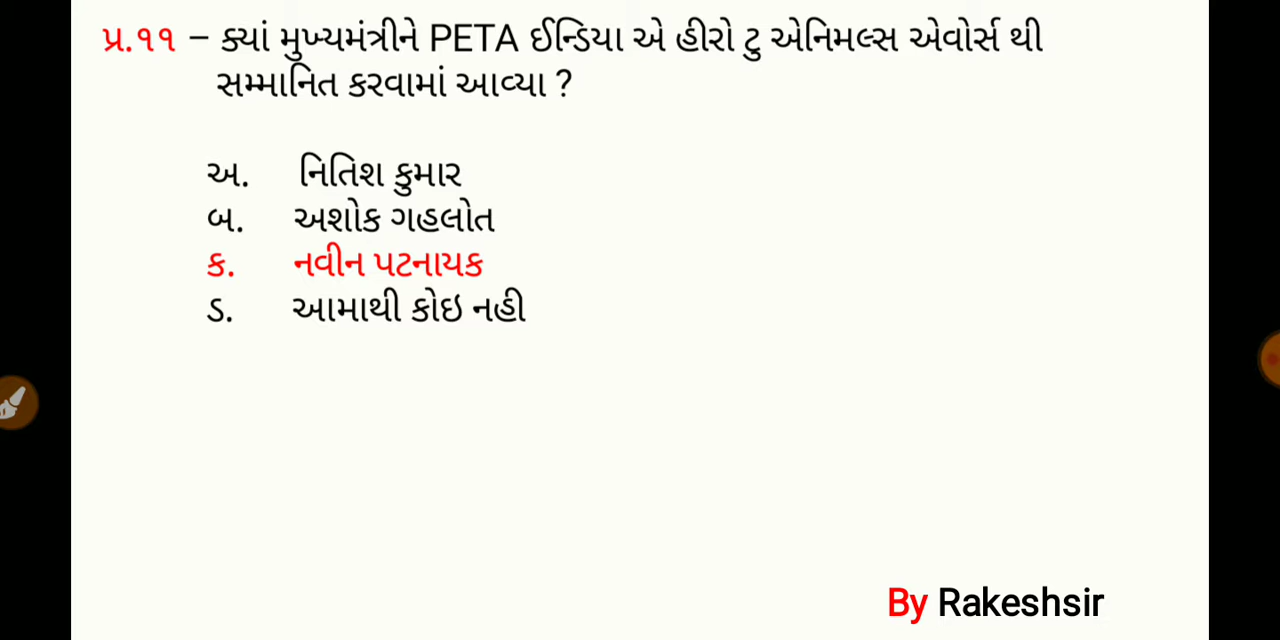 પ્ર.૧૧ – ક્યાં મુખ્યમંત્રીને PETA ઈન્ડિયા એ હીરો ટુ એનિમલ્સ એવોર્સ થી
સમ્માનિત કરવામાં આવ્યા ?
અ. નિતિશ કુમાર
બ. અશોક ગહલોત
ક. નવીન પટનાયક
ડ. આમાથી કોઇ નહી
By Rakeshsir